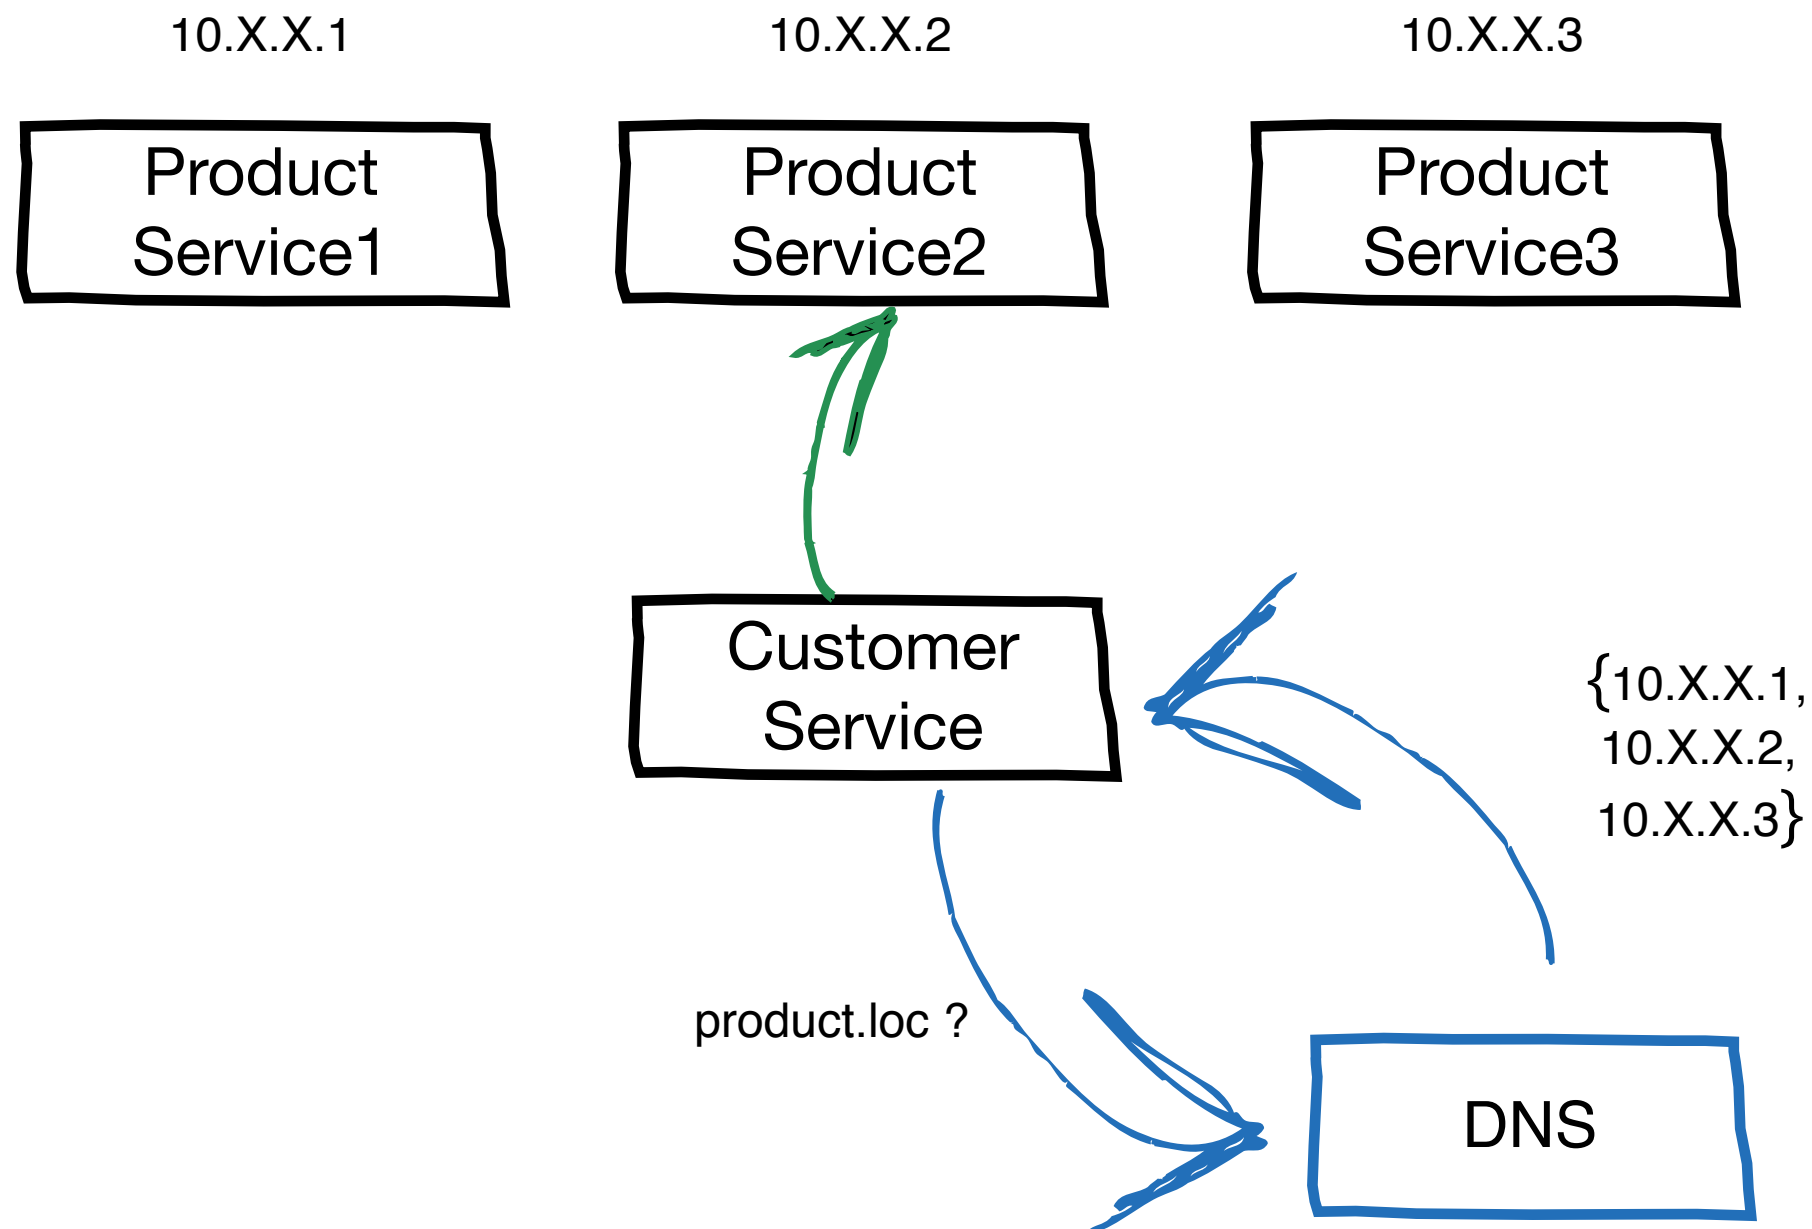 10.X.X.1
10.X.X.2
10.X.X.3
Product
Service1
Product
Service2
Product
Service3
Customer
Service
{10.X.X.1,
10.X.X.2,
10.X.X.3}
product.loc ?
DNS